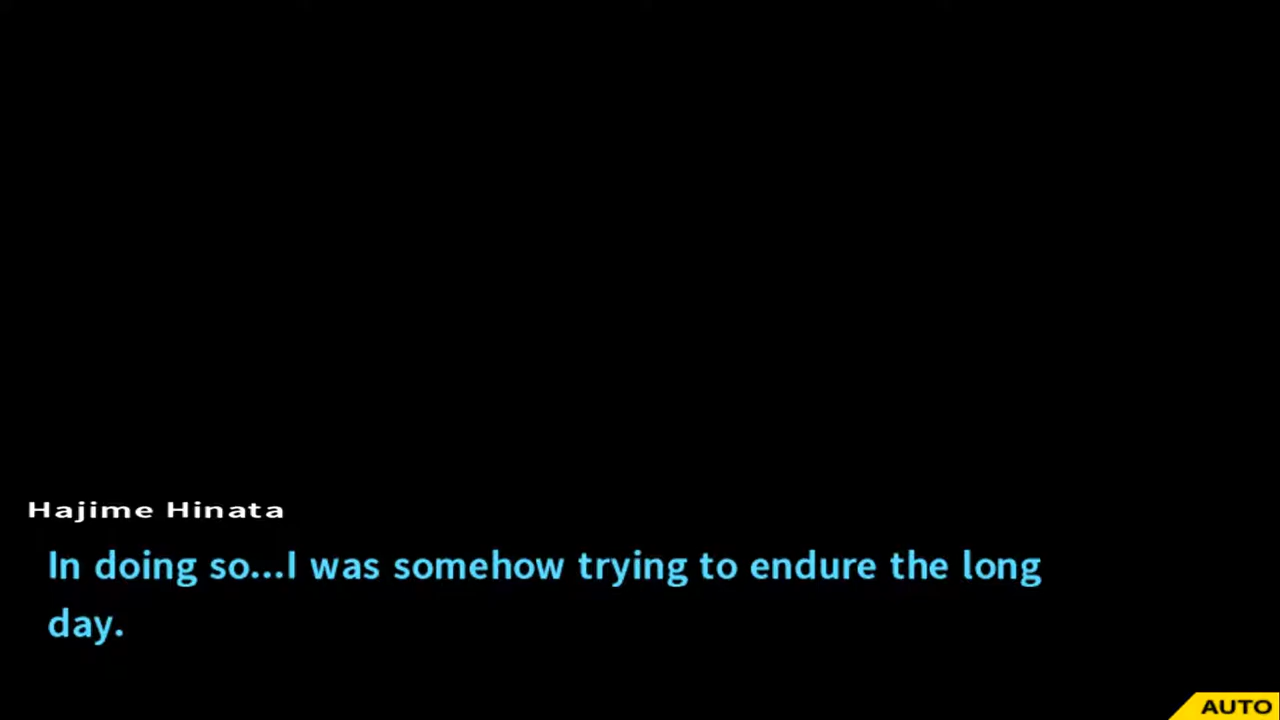 Hajime Hinata
In doing so...I was somehow trying to endure the long
day.
AUTO